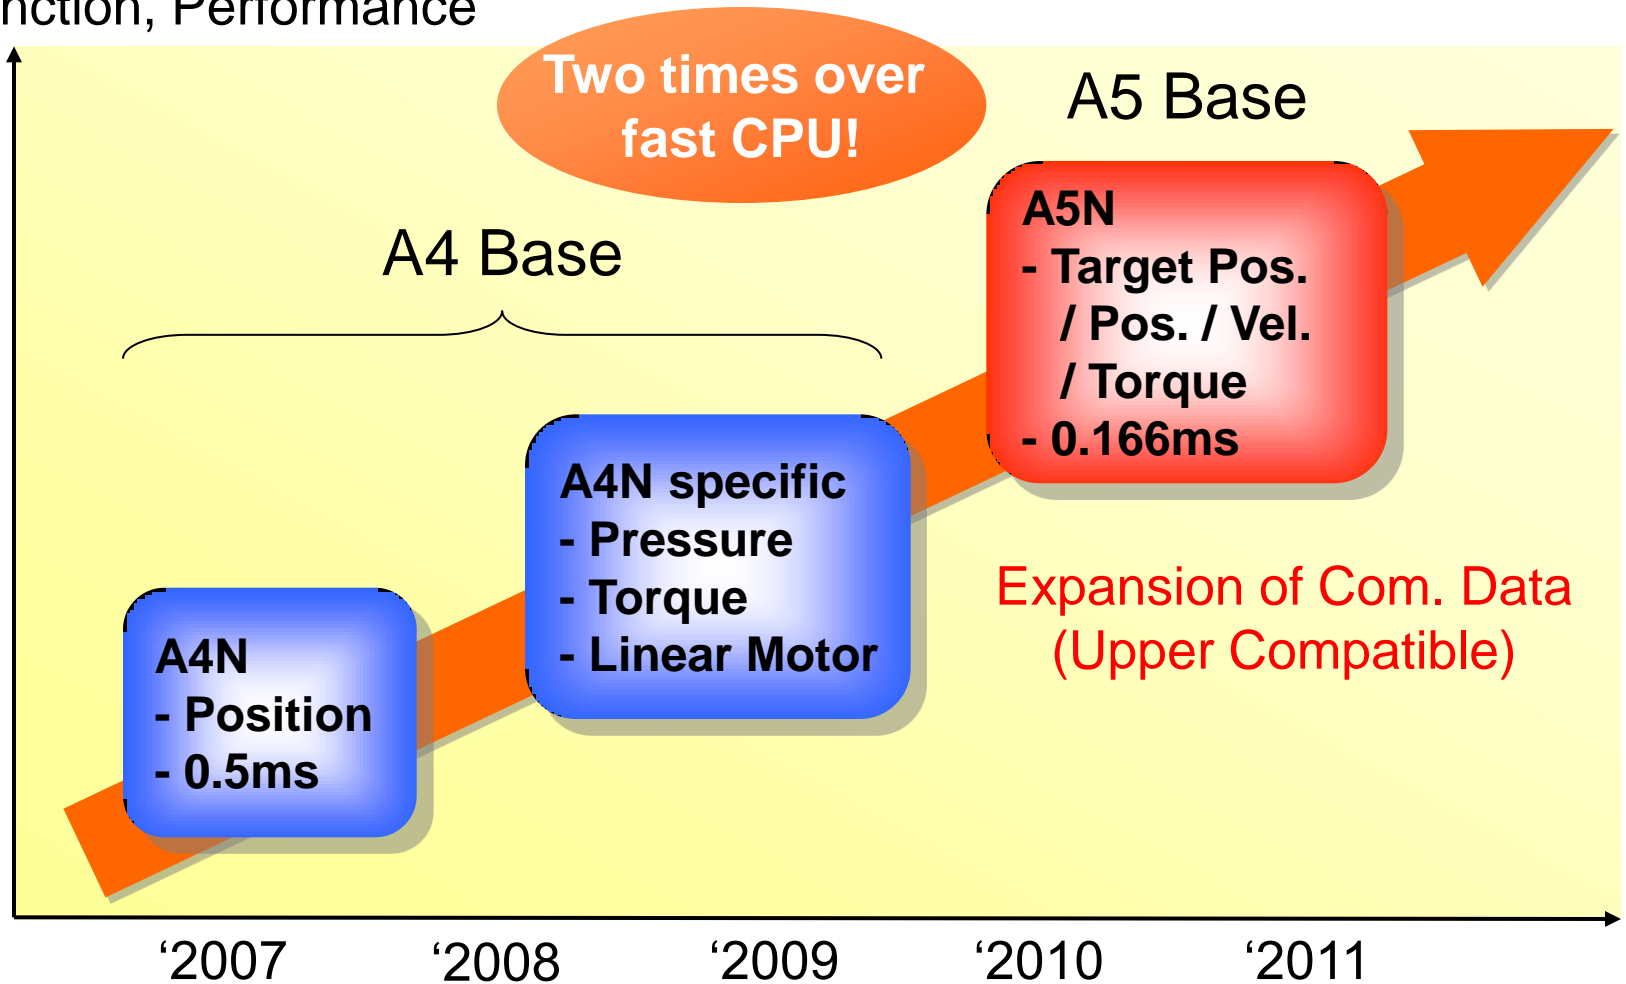 nction, Performance
Two times over
fast CPU!
A5 Base
A4 Base
A5N
- Target Pos.
/ Pos. / Vel.
/ Torque
- 0.166ms
A4N specific
- Pressure
- Torque
- Linear Motor
Expansion of Com. Data
(Upper Compatible)
A4N
- Position
- 0.5ms
‘2007 ‘2008 ‘2009 ‘2010 ‘2011